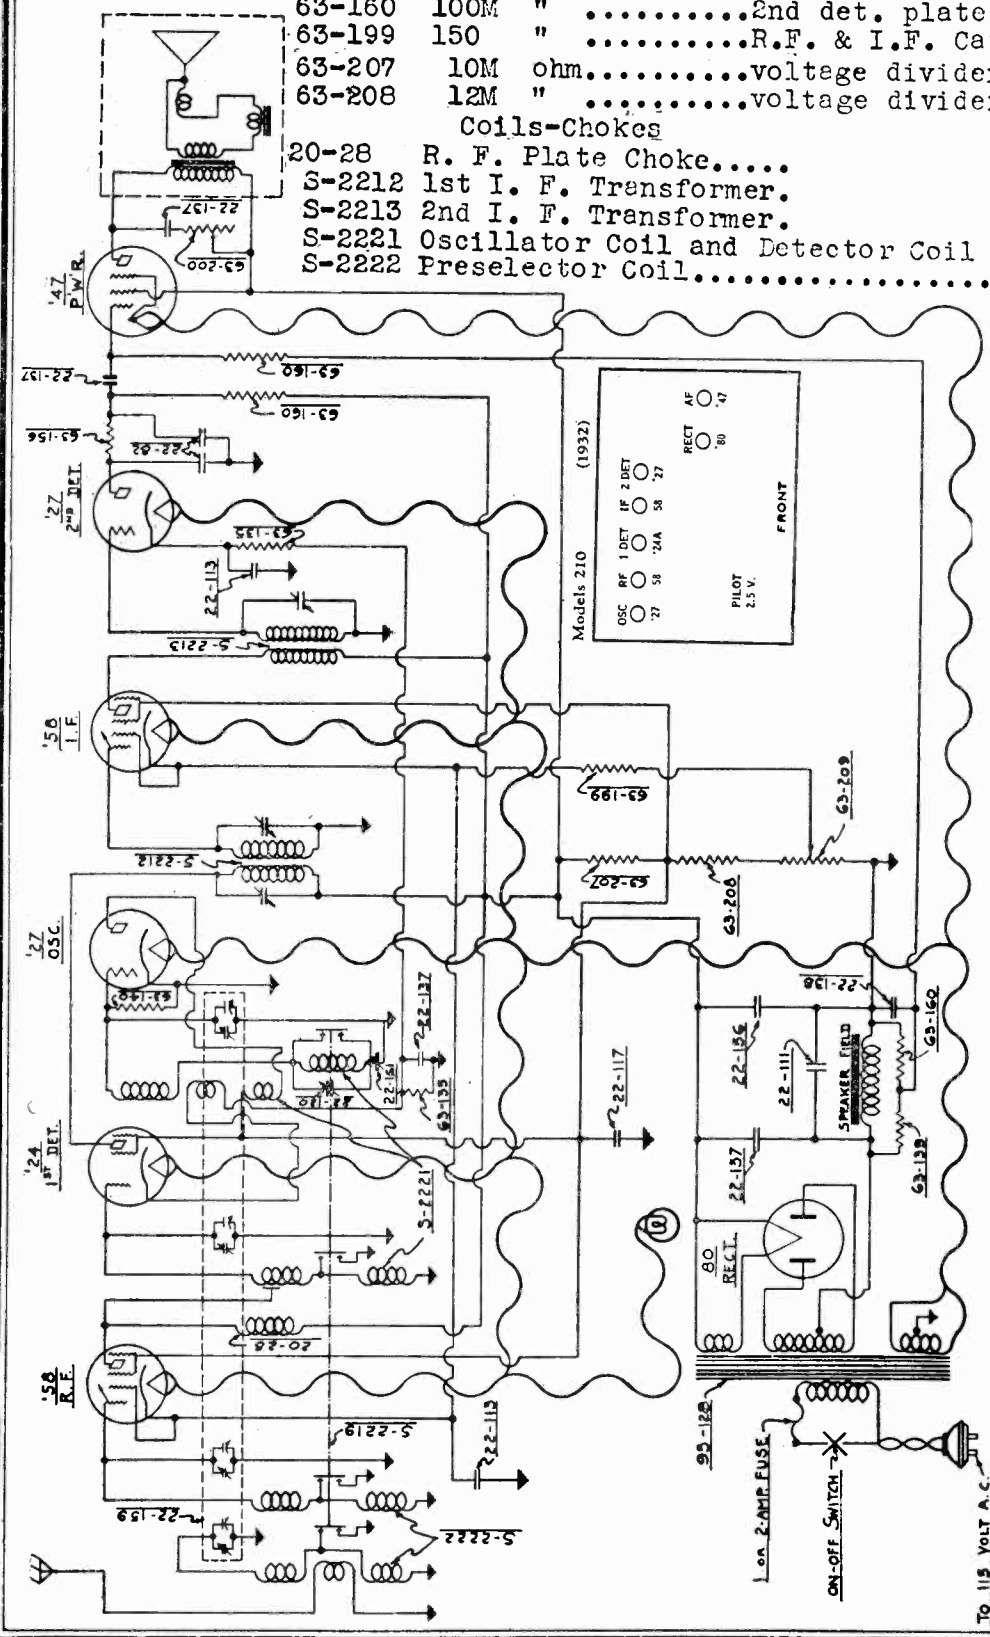 63-160 100M " ..........2nd det. plate
63-199 150 " ..........R.F. & I.F. Ca
63-207 10M ohm..........voltage divide
63-208 12M " ..........voltage divide
Coils-Chokes
20-28 R. F. Plate Choke.....
S-2212 1st I. F. Transformer.
S-2213 2nd I. F. Transformer.
S-2221 Oscillator Coil and Detector Coil
S-2222 Preselector Coil..................
'47
P'W'R.
22-137
63-200
22-137
63-160
63-160
63-156
22-82
'27
2ND DET.
63-135
22-113
S-2213
'58
I.F.
S-2212
'27
OSC.
63-140
22-137
22-161
63-135
'24
1ST DET.
S-2221
22-117
20-28
'58
R.F.
S-2219
22-113
22-159
S-2222
Models 210 (1932)
OSC RF 1 DET IF 2 DET
'27 58 '24A 58 '27
RECT AF
'80 '47
PILOT
2.5 V.
FRONT
63-199
63-209
63-207
63-208
22-138
22-136
22-111
22-137
SPEAKER FIELD
63-160
63-139
80
RECT.
95-128
1 OR 2-AMP. FUSE
ON-OFF SWITCH
TO 115 VOLT A.C.